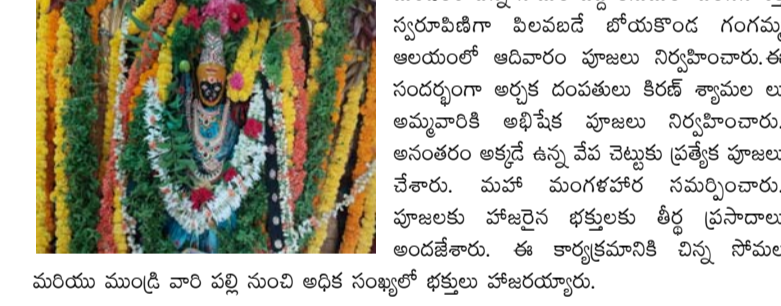 స్వరూపిణిగా పిలవబడే బోయకొండ గంగమ్మ
ఆలయంలో ఆదివారం పూజలు నిర్వహించారు.ఈ
సందర్భంగా అర్చక దంపతులు కిరణ్ శ్యామల లు
అమ్మవారికి అభిషేక పూజలు నిర్వహించారు.
అనంతరం అక్కడే ఉన్న వేప చెట్టుకు ప్రత్యేక పూజలు
చేశారు. మహా మంగళహార సమర్పించారు.
పూజలకు హాజరైన భక్తులకు తీర్థ ప్రసాదాలు
అందజేశారు. ఈ కార్యక్రమానికి చిన్న సోమల
మరియు ముండ్రి వారి పల్లి నుంచి అధిక సంఖ్యలో భక్తులు హాజరయ్యారు.